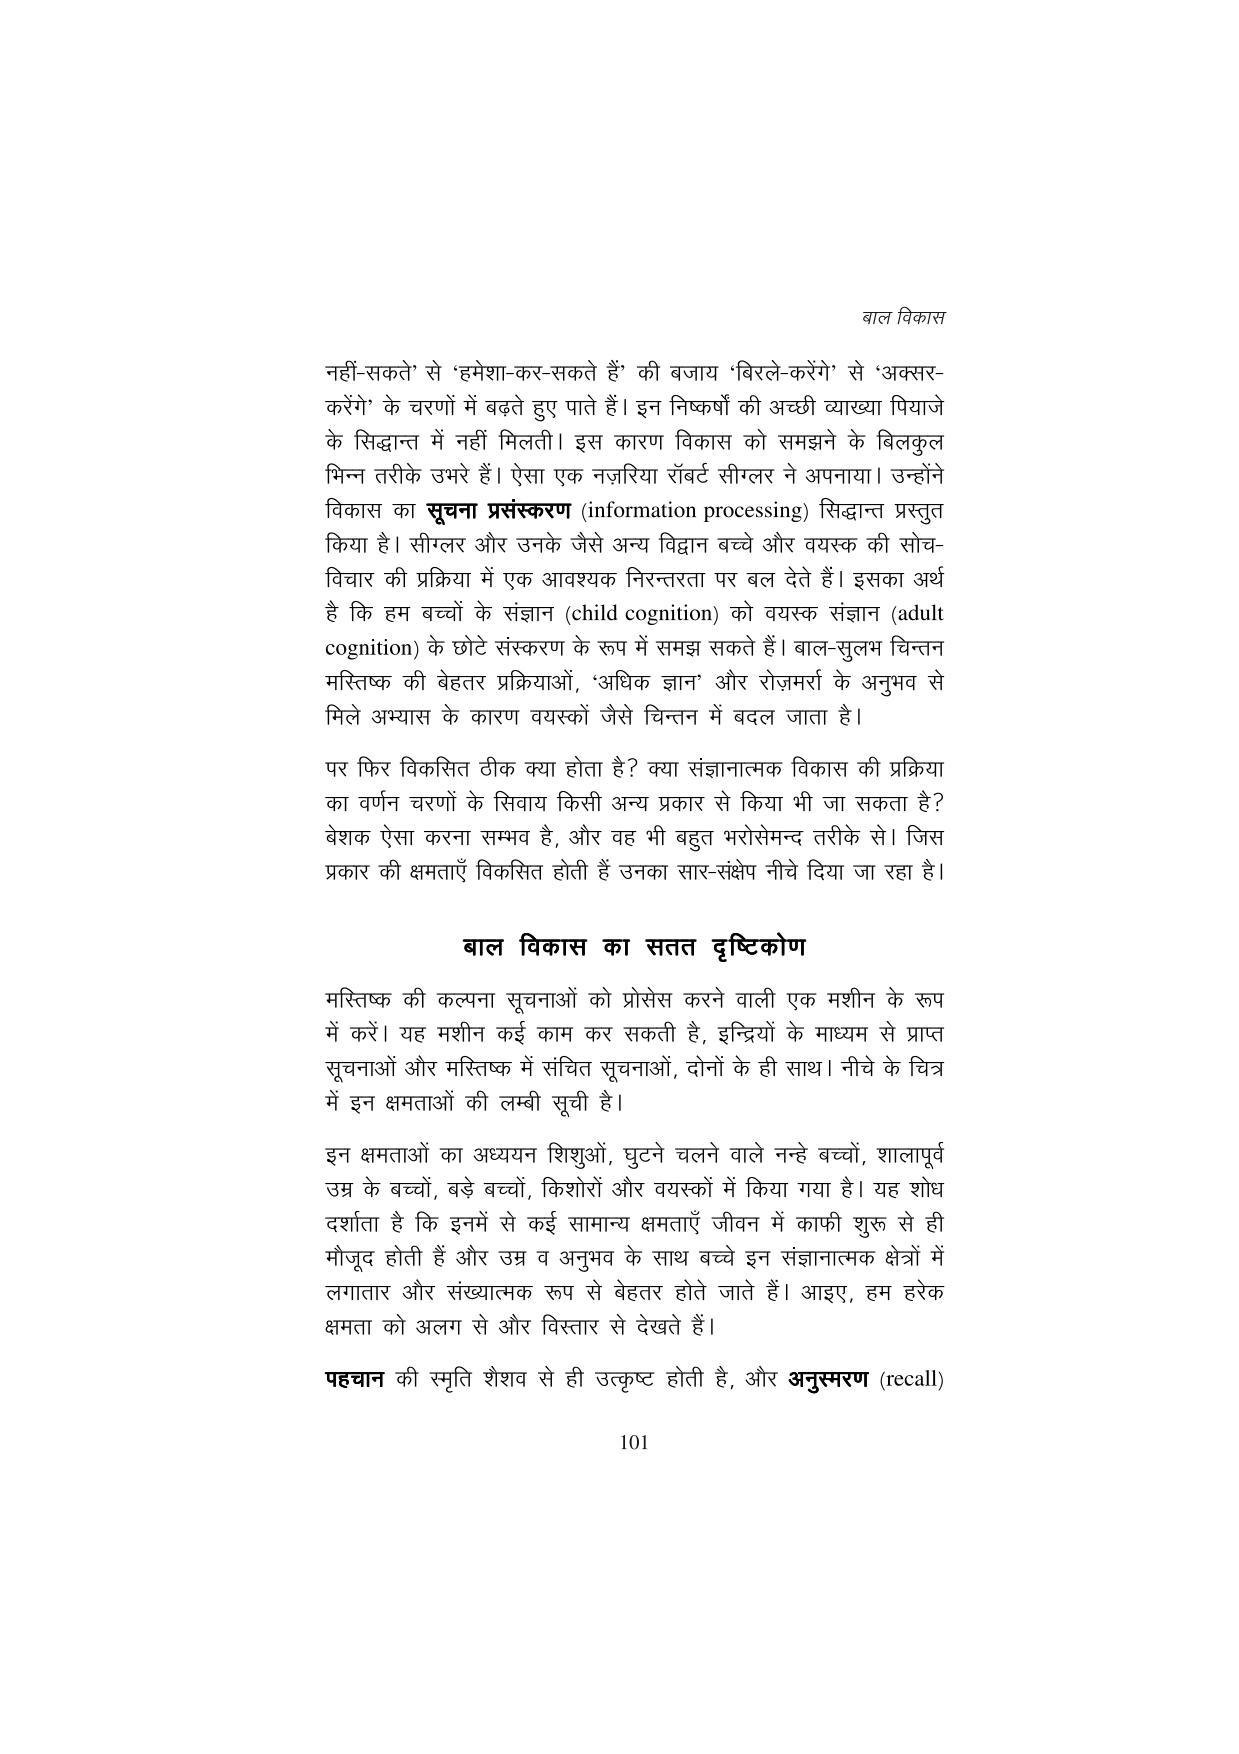 बाल विकास
नहीं-सकते’ से ‘हमेशा-कर-सकते हैं’ की बजाय ‘बिरले-करेंगे’ से ‘अक्सर-
करेंगे’ के चरणों में बढ़ते हुए पाते हैं। इन निष्कर्षों की अच्छी व्याख्या पियाजे
के सिद्धान्त में नहीं मिलती। इस कारण विकास को समझने के बिलकुल
भिन्न तरीके उभरे हैं। ऐसा एक नज़रिया रॉबर्ट सीग्लर ने अपनाया। उन्होंने
विकास का सूचना प्रसंस्करण (information processing) सिद्धान्त प्रस्तुत
किया है। सीग्लर और उनके जैसे अन्य विद्वान बच्चे और वयस्क की सोच-
विचार की प्रक्रिया में एक आवश्यक निरन्तरता पर बल देते हैं। इसका अर्थ
है कि हम बच्चों के संज्ञान (child cognition) को वयस्क संज्ञान (adult
cognition) के छोटे संस्करण के रूप में समझ सकते हैं। बाल-सुलभ चिन्तन
मस्तिष्क की बेहतर प्रक्रियाओं, ‘अधिक ज्ञान’ और रोज़मर्रा के अनुभव से
मिले अभ्यास के कारण वयस्कों जैसे चिन्तन में बदल जाता है।
पर फिर विकसित ठीक क्या होता है? क्या संज्ञानात्मक विकास की प्रक्रिया
का वर्णन चरणों के सिवाय किसी अन्य प्रकार से किया भी जा सकता है?
बेशक ऐसा करना सम्भव है, और वह भी बहुत भरोसेमन्द तरीके से। जिस
प्रकार की क्षमताएँ विकसित होती हैं उनका सार-संक्षेप नीचे दिया जा रहा है।
बाल विकास का सतत दृष्टिकोण
मस्तिष्क की कल्पना सूचनाओं को प्रोसेस करने वाली एक मशीन के रूप
में करें। यह मशीन कई काम कर सकती है, इन्द्रियों के माध्यम से प्राप्त
सूचनाओं और मस्तिष्क में संचित सूचनाओं, दोनों के ही साथ। नीचे के चित्र
में इन क्षमताओं की लम्बी सूची है।
इन क्षमताओं का अध्ययन शिशुओं, घुटने चलने वाले नन्हे बच्चों, शालापूर्व
उम्र के बच्चों, बड़े बच्चों, किशोरों और वयस्कों में किया गया है। यह शोध
दर्शाता है कि इनमें से कई सामान्य क्षमताएँ जीवन में काफी शुरू से ही
मौजूद होती हैं और उम्र व अनुभव के साथ बच्चे इन संज्ञानात्मक क्षेत्रों में
लगातार और संख्यात्मक रूप से बेहतर होते जाते हैं। आइए, हम हरेक
क्षमता को अलग से और विस्तार से देखते हैं।
पहचान की स्मृति शैशव से ही उत्कृष्ट होती है, और अनुस्मरण (recall)
101